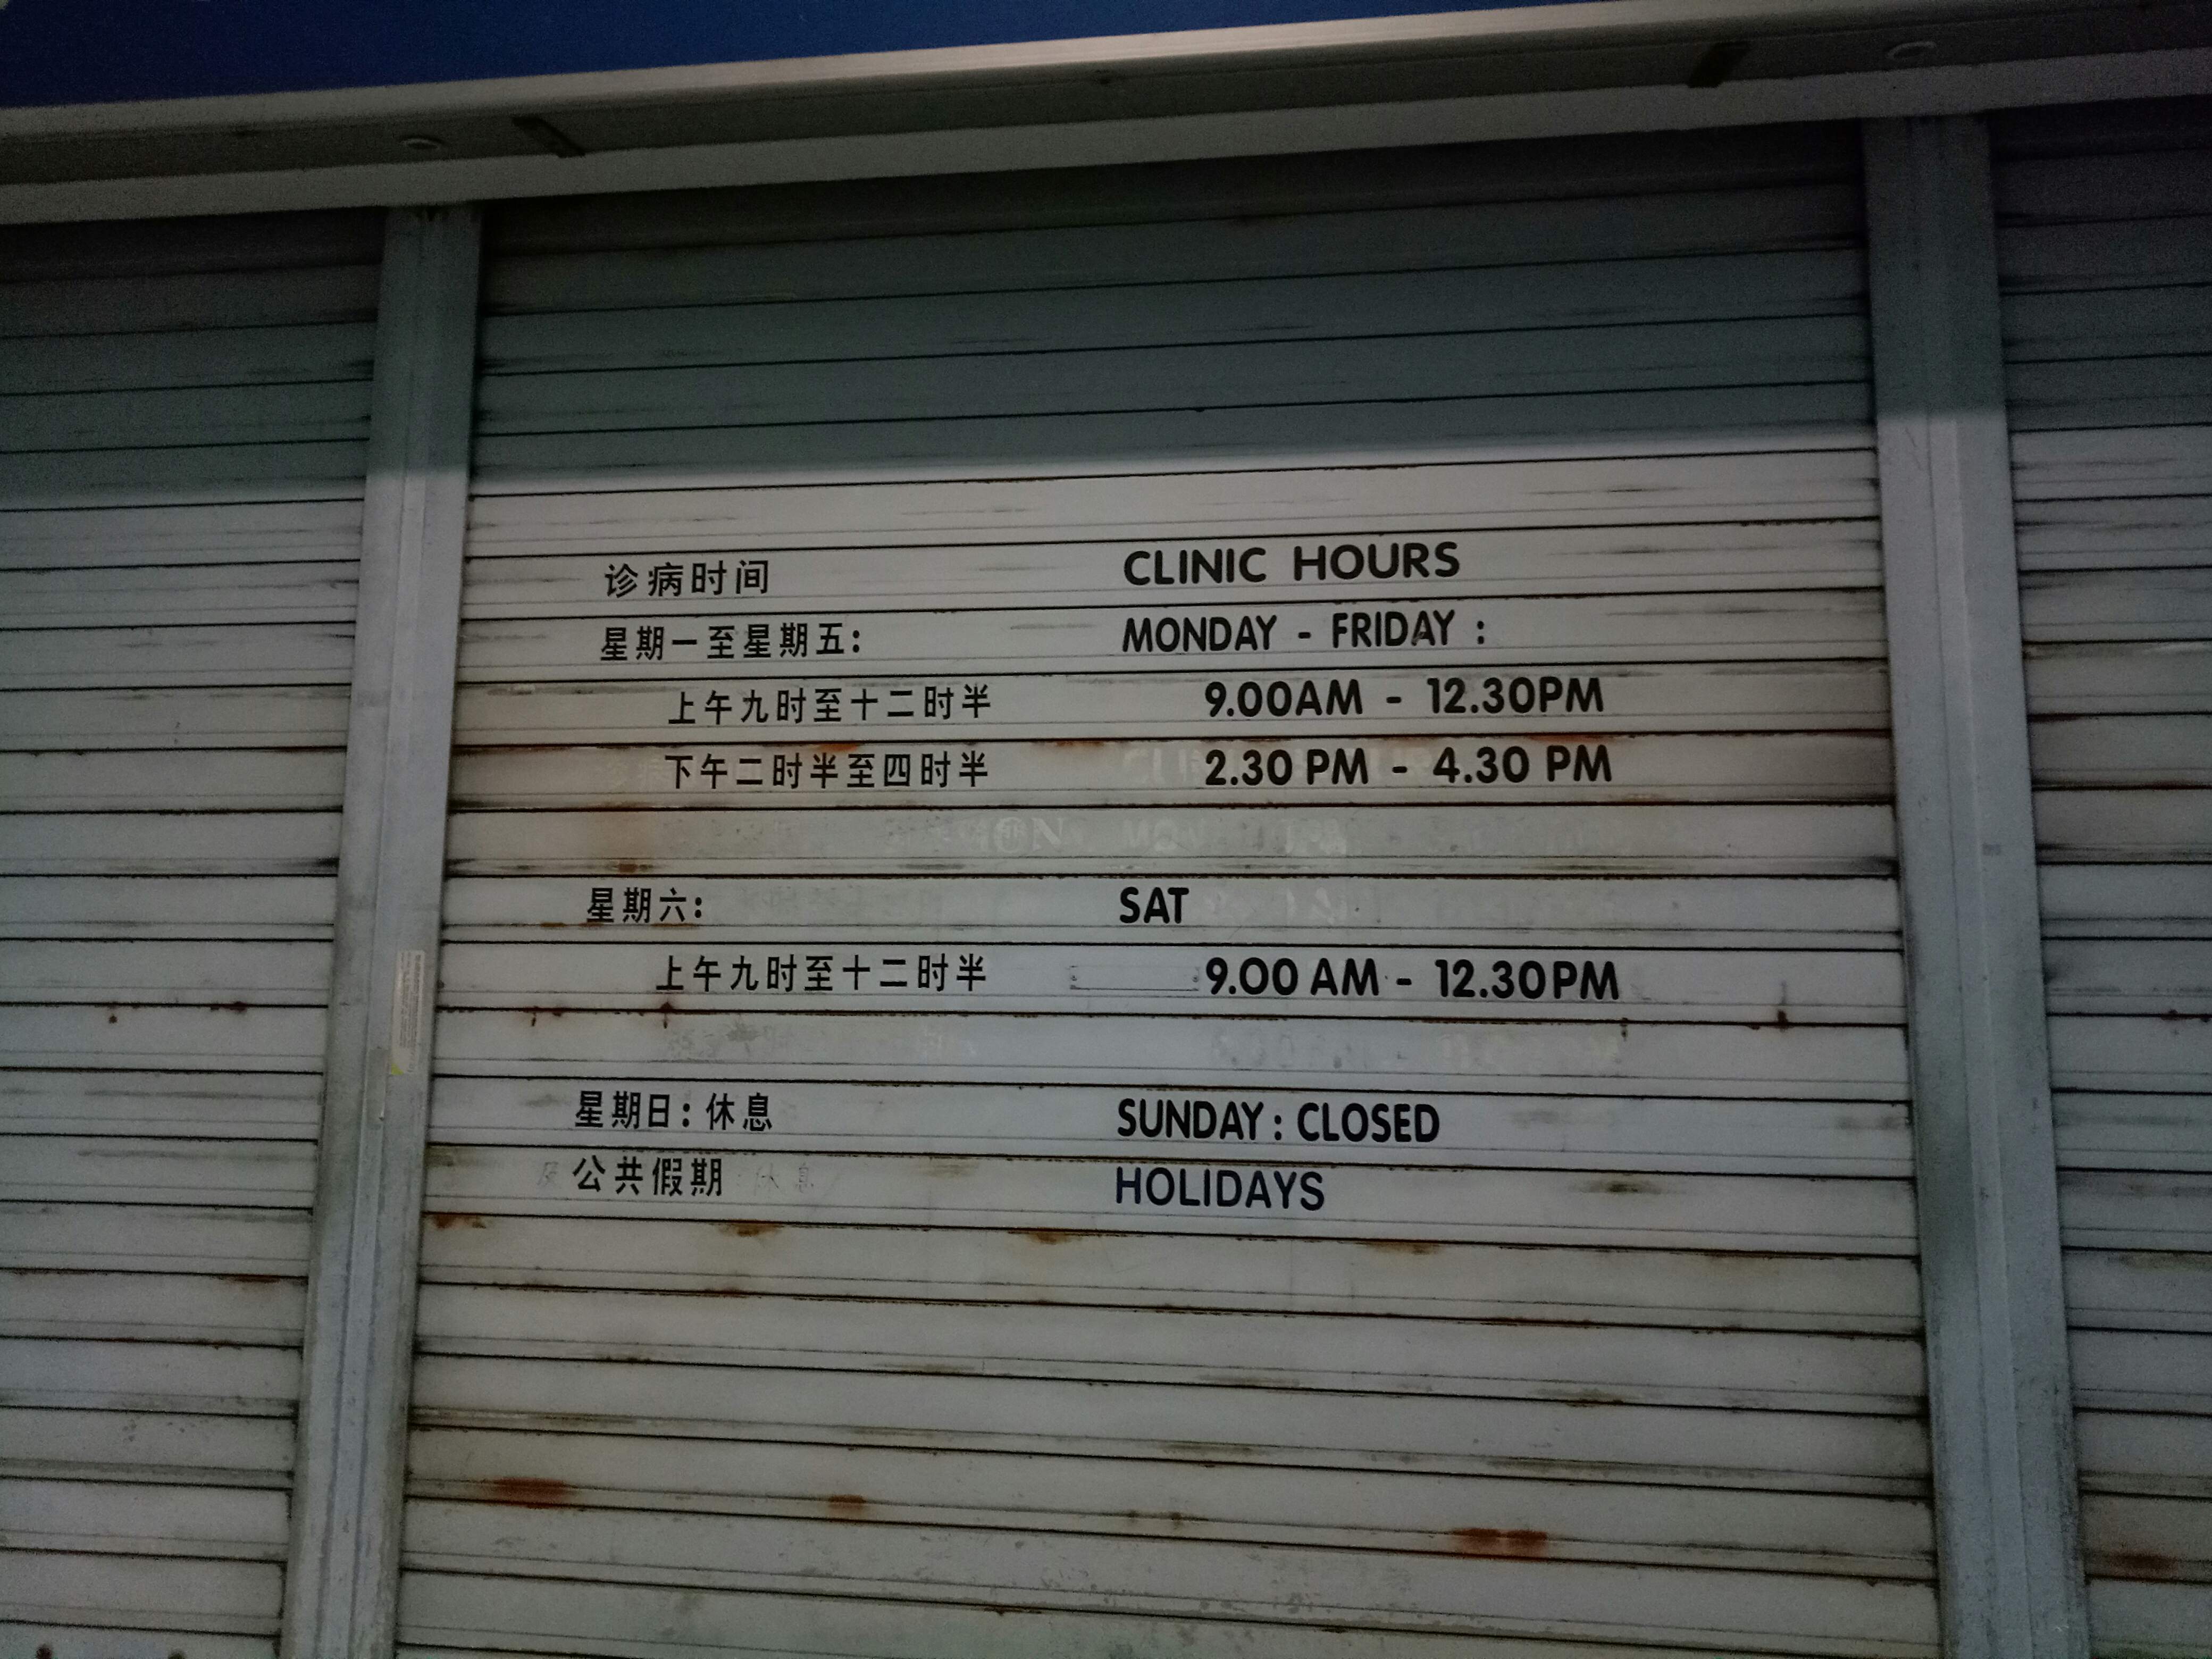 诊病时间 CLINIC HOURS
星期一至星期五: MONDAY - FRIDAY :
上午九时至十二时半 9.00AM - 12.30PM
下午二时半至四时半 2.30 PM - 4.30 PM
星期六: SAT
上午九时至十二时半 9.00 AM - 12.30PM
星期日: 休息 SUNDAY : CLOSED
公共假期 HOLIDAYS